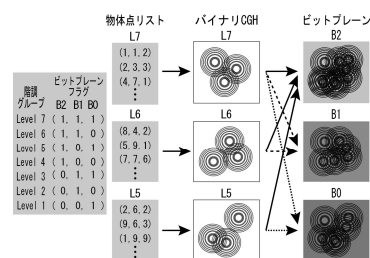 物体点リスト バイナリCGH ビットプレーン
L7 L7 B2
(1, 1, 2)
(2, 3, 3)
(4, 7, 1)
⋮
階調グループ
ビットプレーンフラグ
B2 B1 B0
Level 7 ( 1, 1, 1 )
Level 6 ( 1, 1, 0 )
Level 5 ( 1, 0, 1 )
Level 4 ( 1, 0, 0 )
Level 3 ( 0, 1, 1 )
Level 2 ( 0, 1, 0 )
Level 1 ( 0, 0, 1 )
L6 L6 B1
(8, 4, 2)
(5, 9, 1)
(7, 7, 6)
⋮
L5 L5 B0
(2, 6, 2)
(9, 6, 3)
(1, 9, 9)
⋮